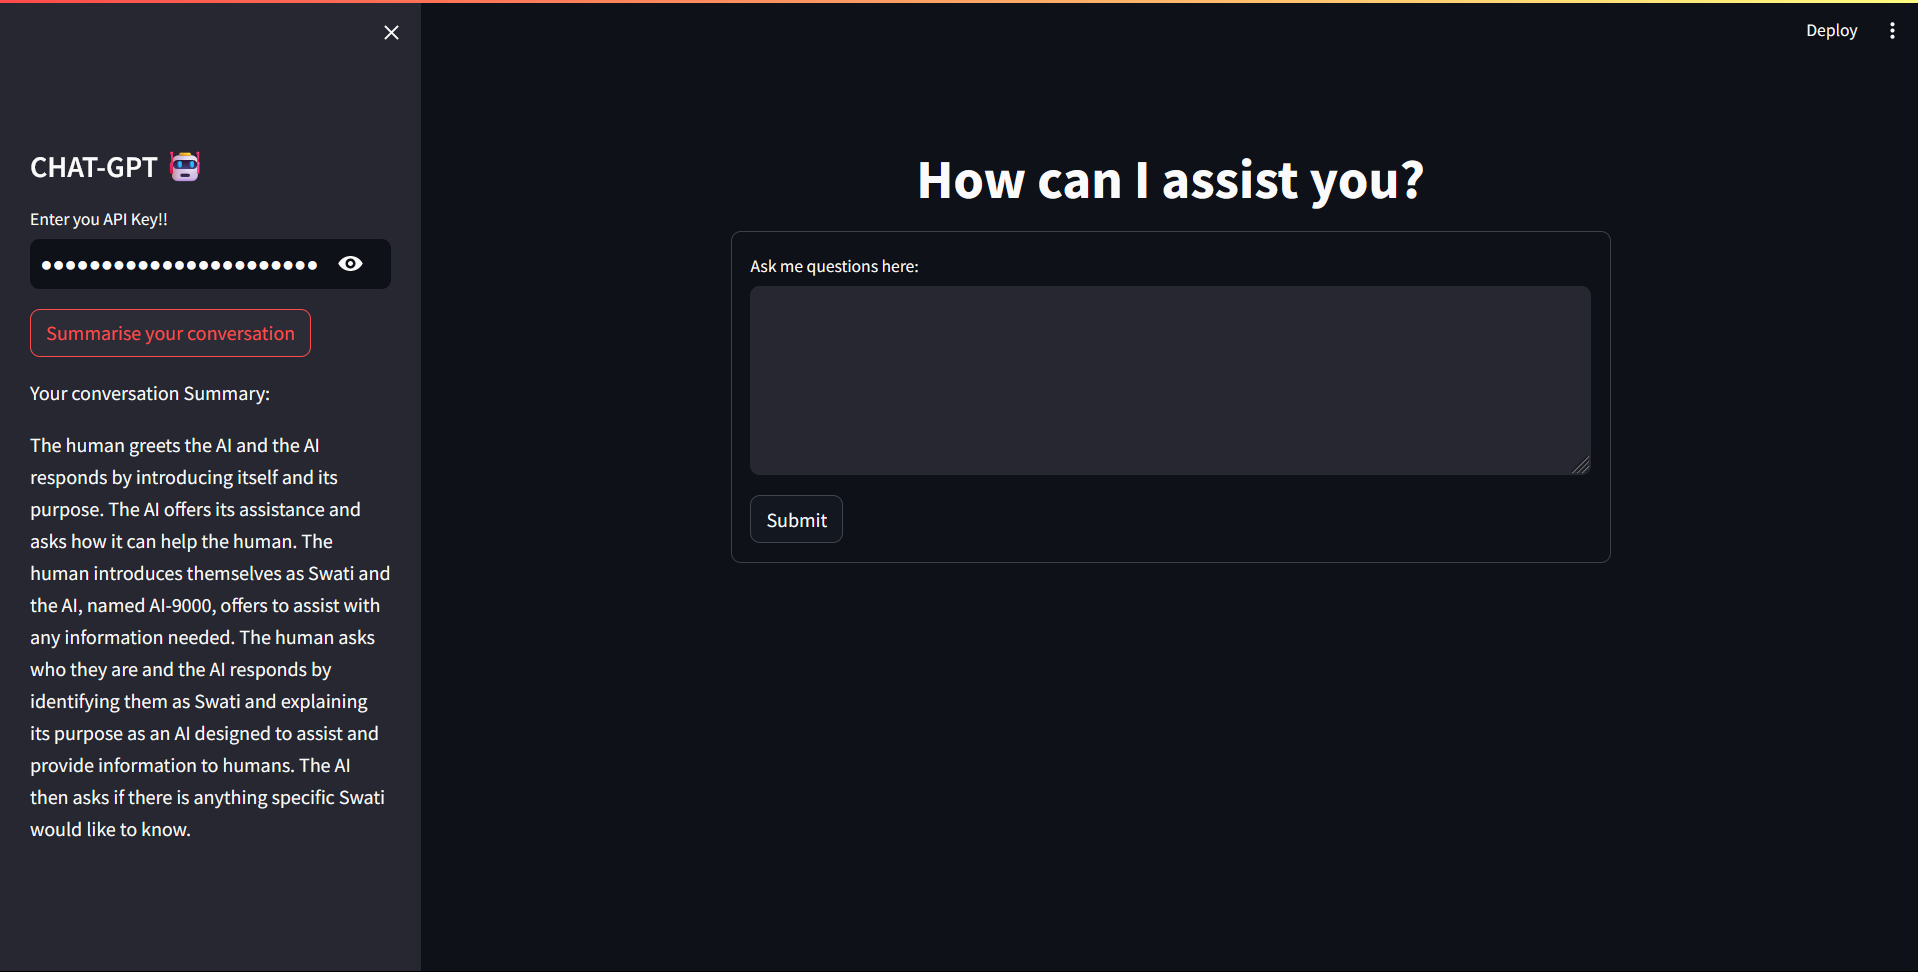 Deploy
CHAT-GPT
Enter you API Key!!
Summarise your conversation
Your conversation Summary:
The human greets the AI and the AI
responds by introducing itself and its
purpose. The AI offers its assistance and
asks how it can help the human. The
human introduces themselves as Swati and
the AI, named AI-9000, offers to assist with
any information needed. The human asks
who they are and the AI responds by
identifying them as Swati and explaining
its purpose as an AI designed to assist and
provide information to humans. The AI
then asks if there is anything specific Swati
would like to know.
How can I assist you?
Ask me questions here:
Submit